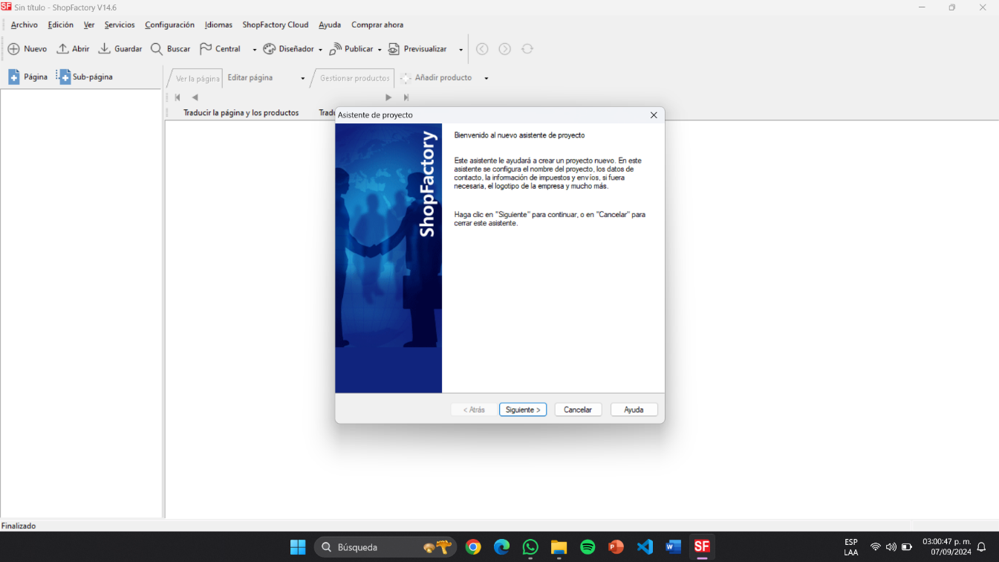 SF Sin título - ShopFactory V14.6
Archivo Edición Ver Servicios Configuración Idiomas ShopFactory Cloud Ayuda Comprar ahora
Nuevo Abrir Guardar Buscar Central Diseñador Publicar Previsualizar
Página Sub-página Ver la página Editar página Gestionar productos Añadir producto
Traducir la página y los productos Tradu
Asistente de proyecto
ShopFactory
Bienvenido al nuevo asistente de proyecto
Este asistente le ayudará a crear un proyecto nuevo. En este
asistente se configura el nombre del proyecto, los datos de
contacto, la información de impuestos y envíos, si fuera
necesaria, el logotipo de la empresa y mucho más.
Haga clic en "Siguiente" para continuar, o en "Cancelar" para
cerrar este asistente.
< Atrás Siguiente > Cancelar Ayuda
Finalizado
Búsqueda
P
W
SF
ESP
LAA
03:00:47 p. m.
07/09/2024